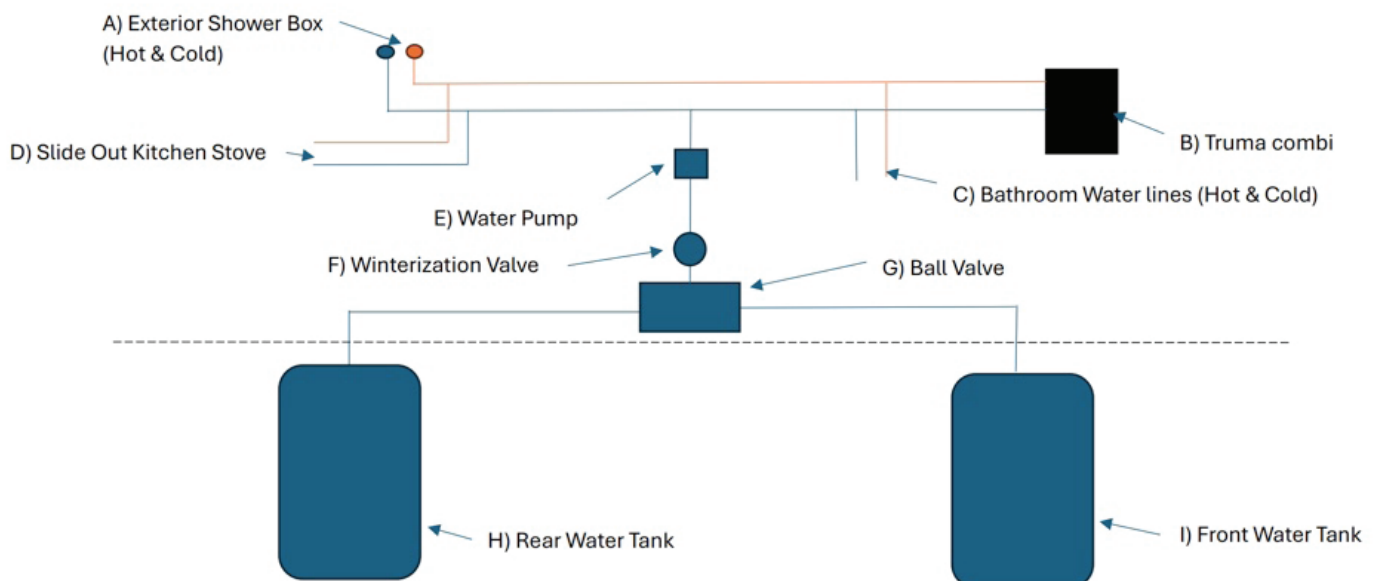 A) Exterior Shower Box
(Hot & Cold)
D) Slide Out Kitchen Stove
B) Truma combi
C) Bathroom Water lines (Hot & Cold)
E) Water Pump
F) Winterization Valve
G) Ball Valve
H) Rear Water Tank
I) Front Water Tank